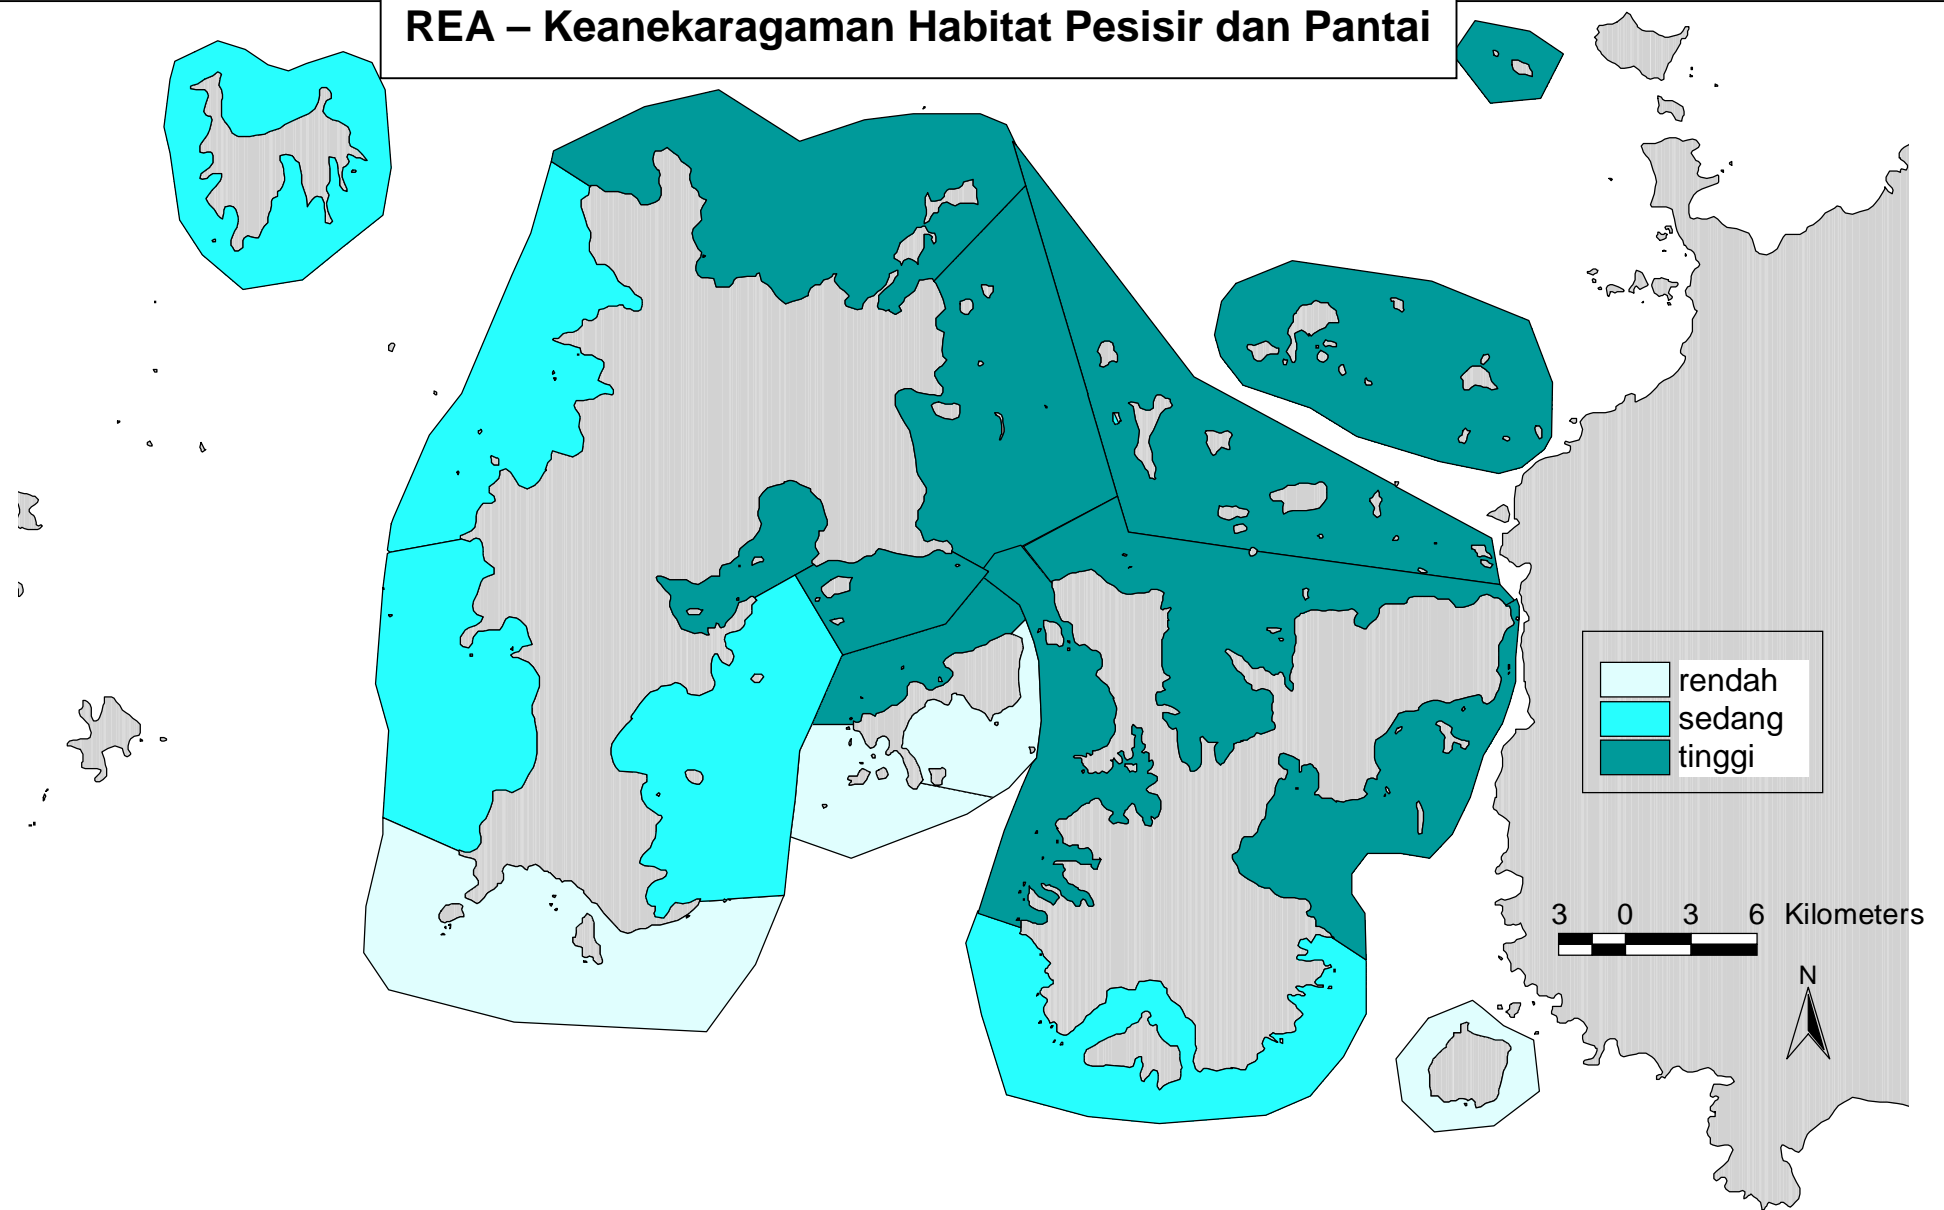 REA – Keanekaragaman Habitat Pesisir dan Pantai
rendah
sedang
tinggi
3 0 3 6 Kilometers
N